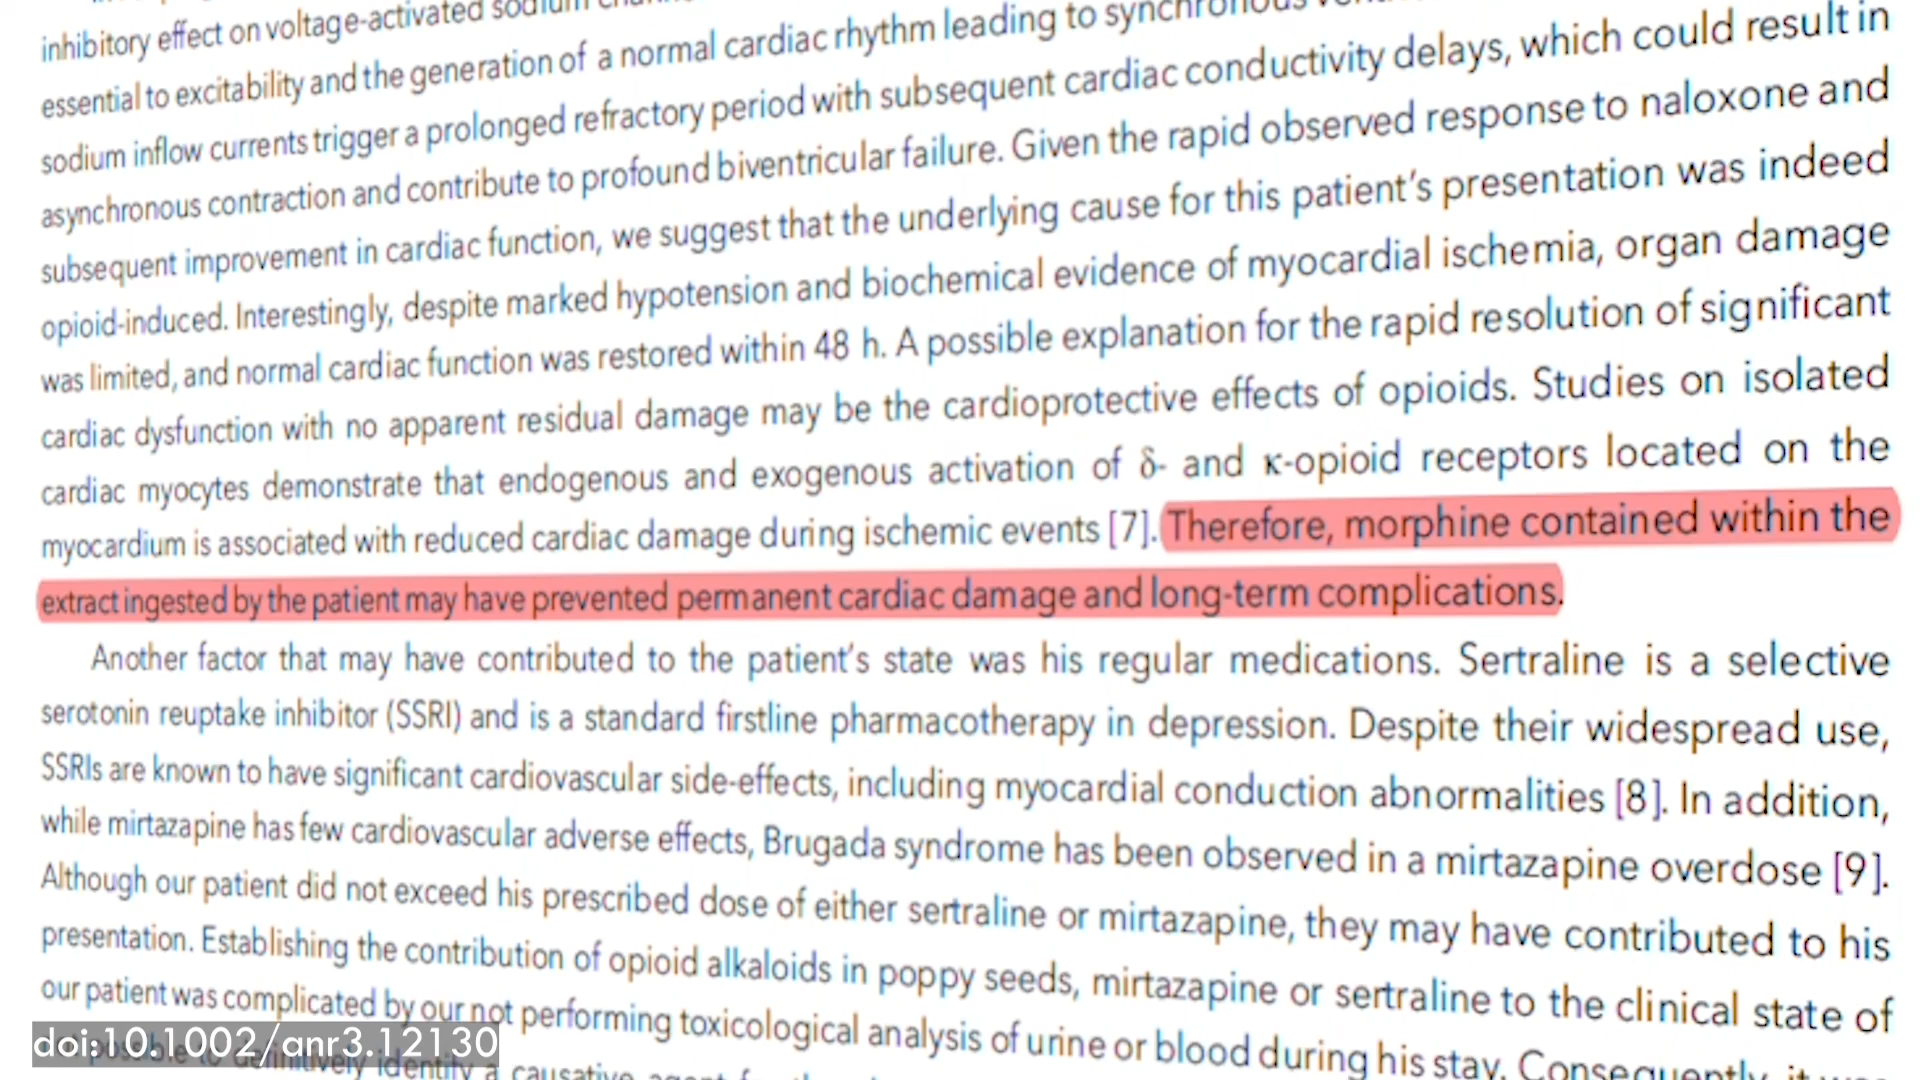 inhibitory effect on voltage-activated sodium
essential to excitability and the generation of a normal cardiac rhythm leading to synchronous
sodium inflow currents trigger a prolonged refractory period with subsequent cardiac conductivity delays, which could result in
asynchronous contraction and contribute to profound biventricular failure. Given the rapid observed response to naloxone and
subsequent improvement in cardiac function, we suggest that the underlying cause for this patient's presentation was indeed
opioid-induced. Interestingly, despite marked hypotension and biochemical evidence of myocardial ischemia, organ damage
was limited, and normal cardiac function was restored within 48 h. A possible explanation for the rapid resolution of significant
cardiac dysfunction with no apparent residual damage may be the cardioprotective effects of opioids. Studies on isolated
cardiac myocytes demonstrate that endogenous and exogenous activation of δ- and κ-opioid receptors located on the
myocardium is associated with reduced cardiac damage during ischemic events [7]. Therefore, morphine contained within the
extract ingested by the patient may have prevented permanent cardiac damage and long-term complications.
Another factor that may have contributed to the patient's state was his regular medications. Sertraline is a selective
serotonin reuptake inhibitor (SSRI) and is a standard firstline pharmacotherapy in depression. Despite their widespread use,
SSRIs are known to have significant cardiovascular side-effects, including myocardial conduction abnormalities [8]. In addition,
while mirtazapine has few cardiovascular adverse effects, Brugada syndrome has been observed in a mirtazapine overdose [9].
Although our patient did not exceed his prescribed dose of either sertraline or mirtazapine, they may have contributed to his
presentation. Establishing the contribution of opioid alkaloids in poppy seeds, mirtazapine or sertraline to the clinical state of
our patient was complicated by our not performing toxicological analysis of urine or blood during his stay. Consequently, it was
definitively identify a causative agent
doi: 10.1002/anr3.12130